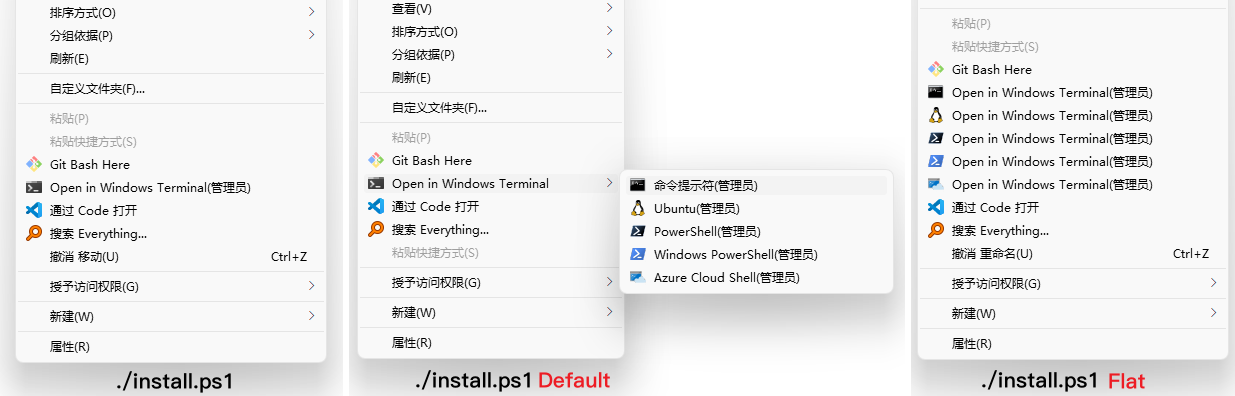 排序方式(O)
分组依据(P)
刷新(E)
自定义文件夹(F)...
粘贴(P)
粘贴快捷方式(S)
Git Bash Here
Open in Windows Terminal(管理员)
通过 Code 打开
搜索 Everything...
撤消 移动(U) Ctrl+Z
授予访问权限(G)
新建(W)
属性(R)
./install.ps1
查看(V)
排序方式(O)
分组依据(P)
刷新(E)
自定义文件夹(F)...
粘贴(P)
Git Bash Here
Open in Windows Terminal
通过 Code 打开
搜索 Everything...
粘贴快捷方式(S)
授予访问权限(G)
新建(W)
属性(R)
./install.ps1 Default
命令提示符(管理员)
Ubuntu(管理员)
PowerShell(管理员)
Windows PowerShell(管理员)
Azure Cloud Shell(管理员)
粘贴(P)
粘贴快捷方式(S)
Git Bash Here
Open in Windows Terminal(管理员)
Open in Windows Terminal(管理员)
Open in Windows Terminal(管理员)
Open in Windows Terminal(管理员)
Open in Windows Terminal(管理员)
通过 Code 打开
搜索 Everything...
撤消 重命名(U) Ctrl+Z
授予访问权限(G)
新建(W)
属性(R)
./install.ps1 Flat